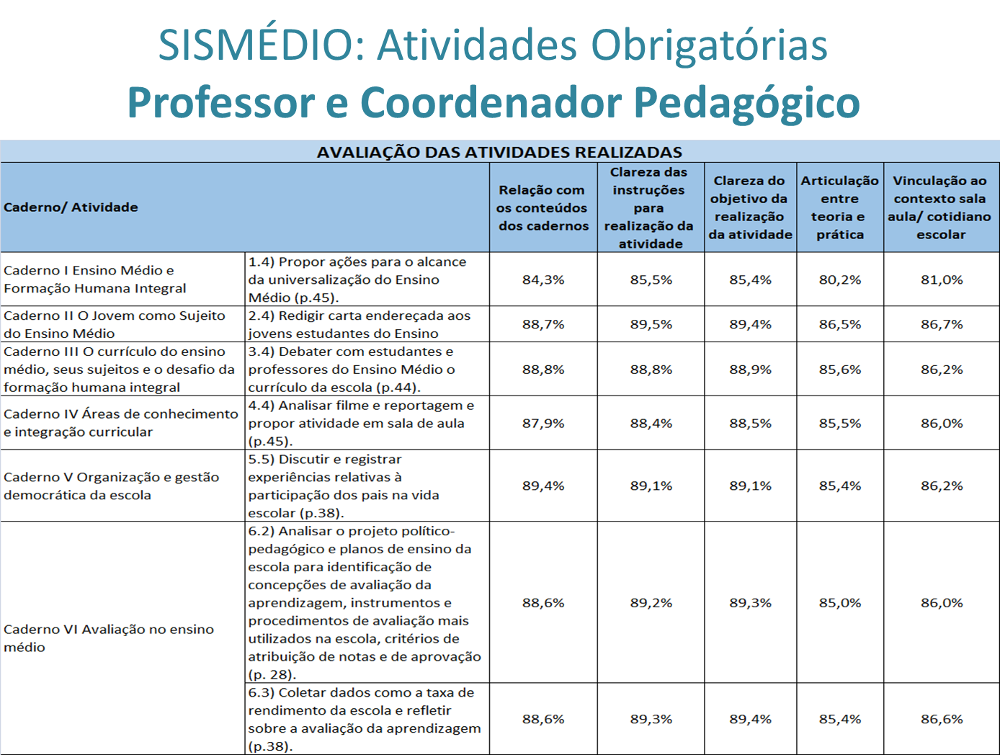 SISMÉDIO: Atividades Obrigatórias
Professor e Coordenador Pedagógico
AVALIAÇÃO DAS ATIVIDADES REALIZADAS
Caderno/ Atividade
Relação com
os conteúdos
dos cadernos
Clareza das
instruções
para
realização da
atividade
Clareza do
objetivo da
realização
da atividade
Articulação
entre
teoria e
prática
Vinculação ao
contexto sala
aula/ cotidiano
escolar
Caderno I Ensino Médio e
Formação Humana Integral
1.4) Propor ações para o alcance
da universalização do Ensino
Médio (p.45).
84,3%
85,5%
85,4%
80,2%
81,0%
Caderno II O Jovem como Sujeito
do Ensino Médio
2.4) Redigir carta endereçada aos
jovens estudantes do Ensino
88,7%
89,5%
89,4%
86,5%
86,7%
Caderno III O currículo do ensino
médio, seus sujeitos e o desafio da
formação humana integral
3.4) Debater com estudantes e
professores do Ensino Médio o
currículo da escola (p.44).
88,8%
88,8%
88,9%
85,6%
86,2%
Caderno IV Áreas de conhecimento
e integração curricular
4.4) Analisar filme e reportagem e
propor atividade em sala de aula
(p.45).
87,9%
88,4%
88,5%
85,5%
86,0%
Caderno V Organização e gestão
democrática da escola
5.5) Discutir e registrar
experiências relativas à
participação dos pais na vida
escolar (p.38).
89,4%
89,1%
89,1%
85,4%
86,2%
Caderno VI Avaliação no ensino
médio
6.2) Analisar o projeto político-
pedagógico e planos de ensino da
escola para identificação de
concepções de avaliação da
aprendizagem, instrumentos e
procedimentos de avaliação mais
utilizados na escola, critérios de
atribuição de notas e de aprovação
(p. 28).
88,6%
89,2%
89,3%
85,0%
86,0%
6.3) Coletar dados como a taxa de
rendimento da escola e refletir
sobre a avaliação da aprendizagem
(p.38).
88,6%
89,3%
89,4%
85,4%
86,6%